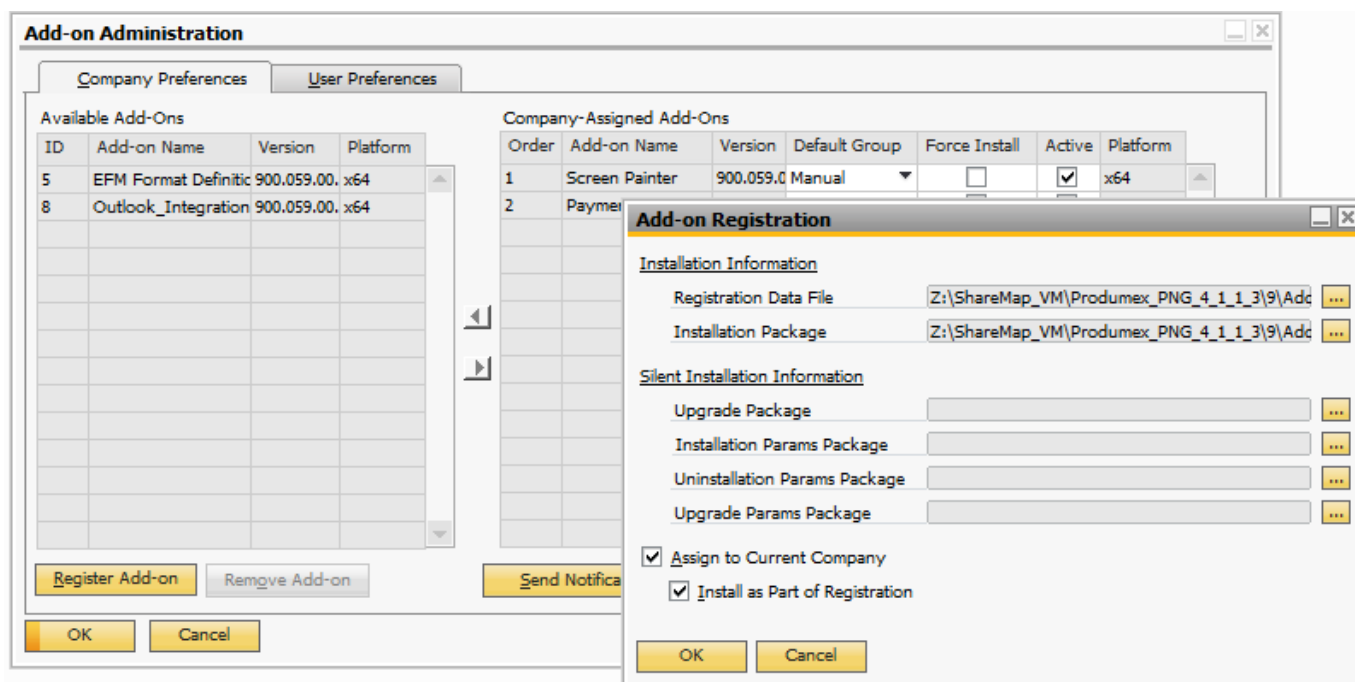 Add-on Administration
Company Preferences User Preferences
Available Add-Ons
ID Add-on Name Version Platform
5 EFM Format Definitic 900.059.00. x64
8 Outlook_Integration 900.059.00. x64
Register Add-on Remove Add-on
OK Cancel
Company-Assigned Add-Ons
Order Add-on Name Version Default Group Force Install Active Platform
1 Screen Painter 900.059.0 Manual x64
2 Paymer
Send Notifica
Add-on Registration
Installation Information
Registration Data File Z:\ShareMap_VM\Produmex_PNG_4_1_1_3\9\Adc ...
Installation Package Z:\ShareMap_VM\Produmex_PNG_4_1_1_3\9\Adc ...
Silent Installation Information
Upgrade Package ...
Installation Params Package ...
Uninstallation Params Package ...
Upgrade Params Package ...
Assign to Current Company
Install as Part of Registration
OK Cancel